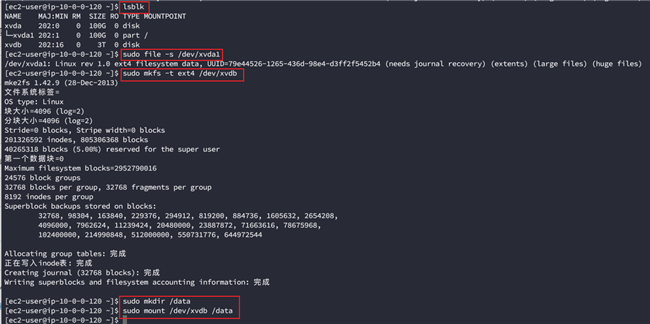 [ec2-user@ip-10-0-0-120 ~]$ lsblk
NAME    MAJ:MIN RM  SIZE RO TYPE MOUNTPOINT
xvda    202:0    0  100G  0 disk
└─xvda1 202:1    0  100G  0 part /
xvdb    202:16   0    3T  0 disk
[ec2-user@ip-10-0-0-120 ~]$ sudo file -s /dev/xvda1
/dev/xvda1: Linux rev 1.0 ext4 filesystem data, UUID=79e44526-1265-436d-98e4-d3ff2f5452b4 (needs journal recovery) (extents) (large files) (huge files)
[ec2-user@ip-10-0-0-120 ~]$ sudo mkfs -t ext4 /dev/xvdb
mke2fs 1.42.9 (28-Dec-2013)
文件系统标签=
OS type: Linux
块大小=4096 (log=2)
分块大小=4096 (log=2)
Stride=0 blocks, Stripe width=0 blocks
201326592 inodes, 805306368 blocks
40265318 blocks (5.00%) reserved for the super user
第一个数据块=0
Maximum filesystem blocks=2952790016
24576 block groups
32768 blocks per group, 32768 fragments per group
8192 inodes per group
Superblock backups stored on blocks:
32768, 98304, 163840, 229376, 294912, 819200, 884736, 1605632, 2654208,
4096000, 7962624, 11239424, 20480000, 23887872, 71663616, 78675968,
102400000, 214990848, 512000000, 550731776, 644972544
Allocating group tables: 完成
正在写入inode表: 完成
Creating journal (32768 blocks): 完成
Writing superblocks and filesystem accounting information: 完成
[ec2-user@ip-10-0-0-120 ~]$ sudo mkdir /data
[ec2-user@ip-10-0-0-120 ~]$ sudo mount /dev/xvdb /data
[ec2-user@ip-10-0-0-120 ~]$